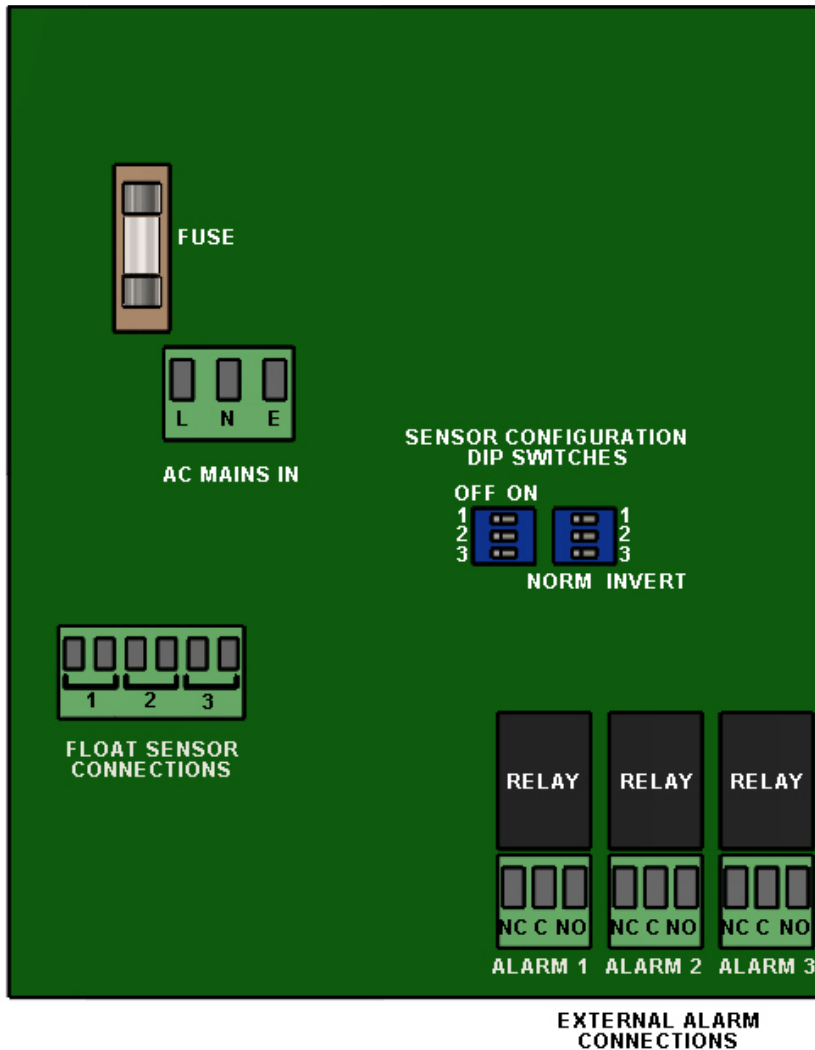 FUSE
L N E
AC MAINS IN
SENSOR CONFIGURATION
DIP SWITCHES
OFF ON
1 1
2 2
3 3
NORM INVERT
1 2 3
FLOAT SENSOR
CONNECTIONS
RELAY RELAY RELAY
NC C NO NC C NO NC C NO
ALARM 1 ALARM 2 ALARM 3
EXTERNAL ALARM
CONNECTIONS